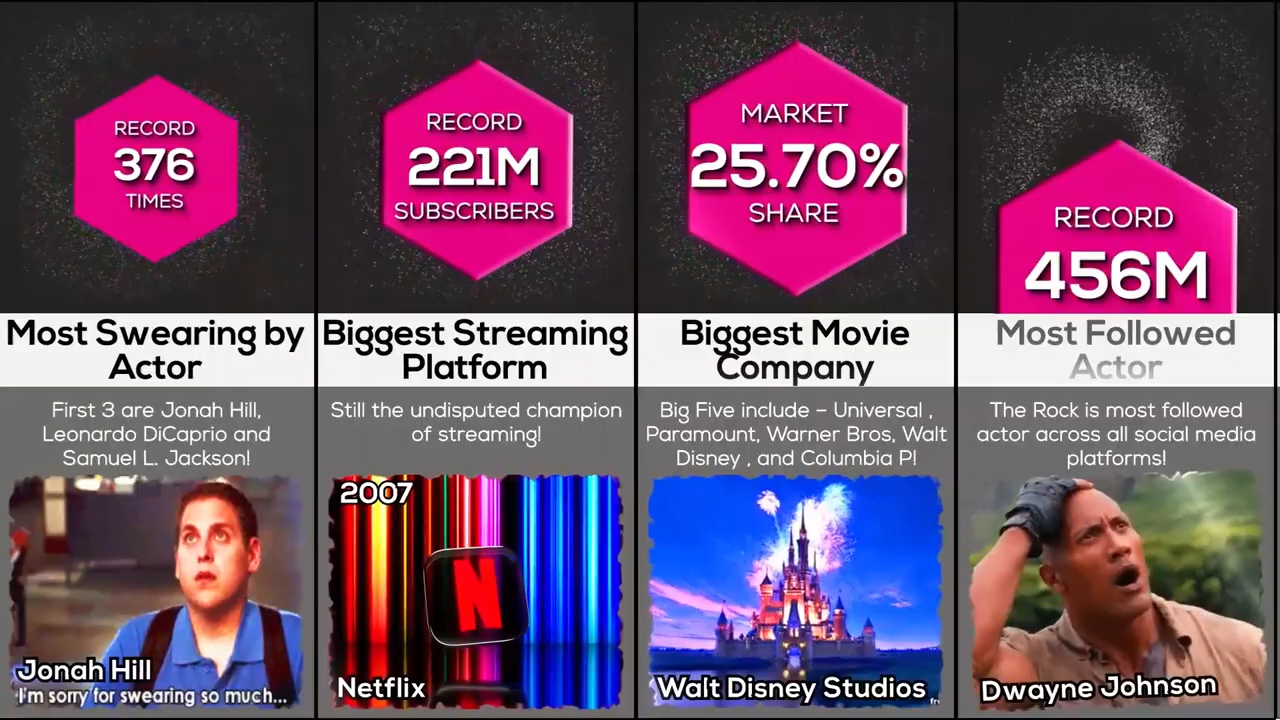 RECORD
376
TIMES
Most Swearing by
Actor
First 3 are Jonah Hill,
Leonardo DiCaprio and
Samuel L. Jackson!
Jonah Hill
I'm sorry for swearing so much...
RECORD
221M
SUBSCRIBERS
Biggest Streaming
Platform
Still the undisputed champion
of streaming!
2007
N
Netflix
MARKET
25.70%
SHARE
Biggest Movie
Company
Big Five include – Universal ,
Paramount, Warner Bros, Walt
Disney , and Columbia P!
Walt Disney Studios
RECORD
456M
Most Followed
Actor
The Rock is most followed
actor across all social media
platforms!
Dwayne Johnson